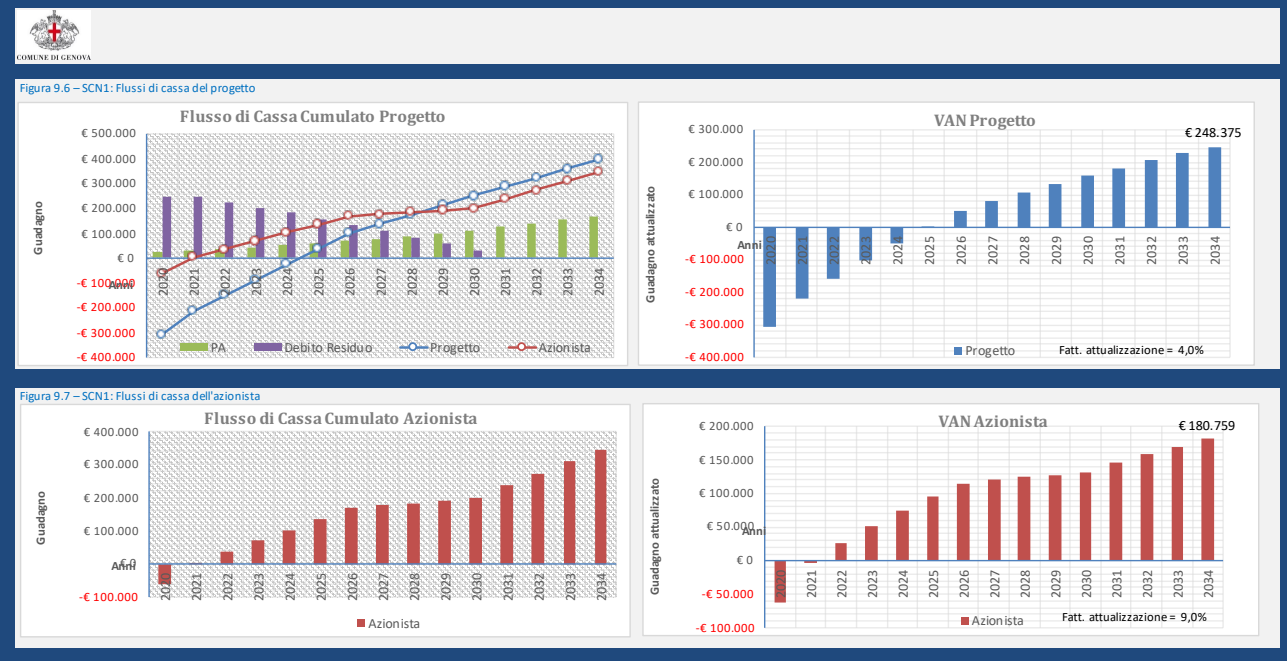 COMUNE DI GENOVA
Figura 9.6 – SCN1: Flussi di cassa del progetto
Flusso di Cassa Cumulato Progetto
Guadagno
€ 500.000
€ 400.000
€ 300.000
€ 200.000
€ 100.000
€ 0
-€ 100.000
-€ 200.000
-€ 300.000
-€ 400.000
Anni
2020 2021 2022 2023 2024 2025 2026 2027 2028 2029 2030 2031 2032 2033 2034
PA Debito Residuo Progetto Azionista
VAN Progetto
€ 248.375
Guadagno attualizzato
€ 300.000
€ 200.000
€ 100.000
€ 0
-€ 100.000
-€ 200.000
-€ 300.000
-€ 400.000
Anni
2020 2021 2022 2023 2024 2025 2026 2027 2028 2029 2030 2031 2032 2033 2034
Progetto Fatt. attualizzazione = 4,0%
Figura 9.7 – SCN1: Flussi di cassa dell'azionista
Flusso di Cassa Cumulato Azionista
Guadagno
€ 400.000
€ 300.000
€ 200.000
€ 100.000
€ 0
-€ 100.000
Anni
2020 2021 2022 2023 2024 2025 2026 2027 2028 2029 2030 2031 2032 2033 2034
Azionista
VAN Azionista
€ 180.759
Guadagno attualizzato
€ 200.000
€ 150.000
€ 100.000
€ 50.000
€ 0
-€ 50.000
-€ 100.000
Anni
2020 2021 2022 2023 2024 2025 2026 2027 2028 2029 2030 2031 2032 2033 2034
Azionista Fatt. attualizzazione = 9,0%